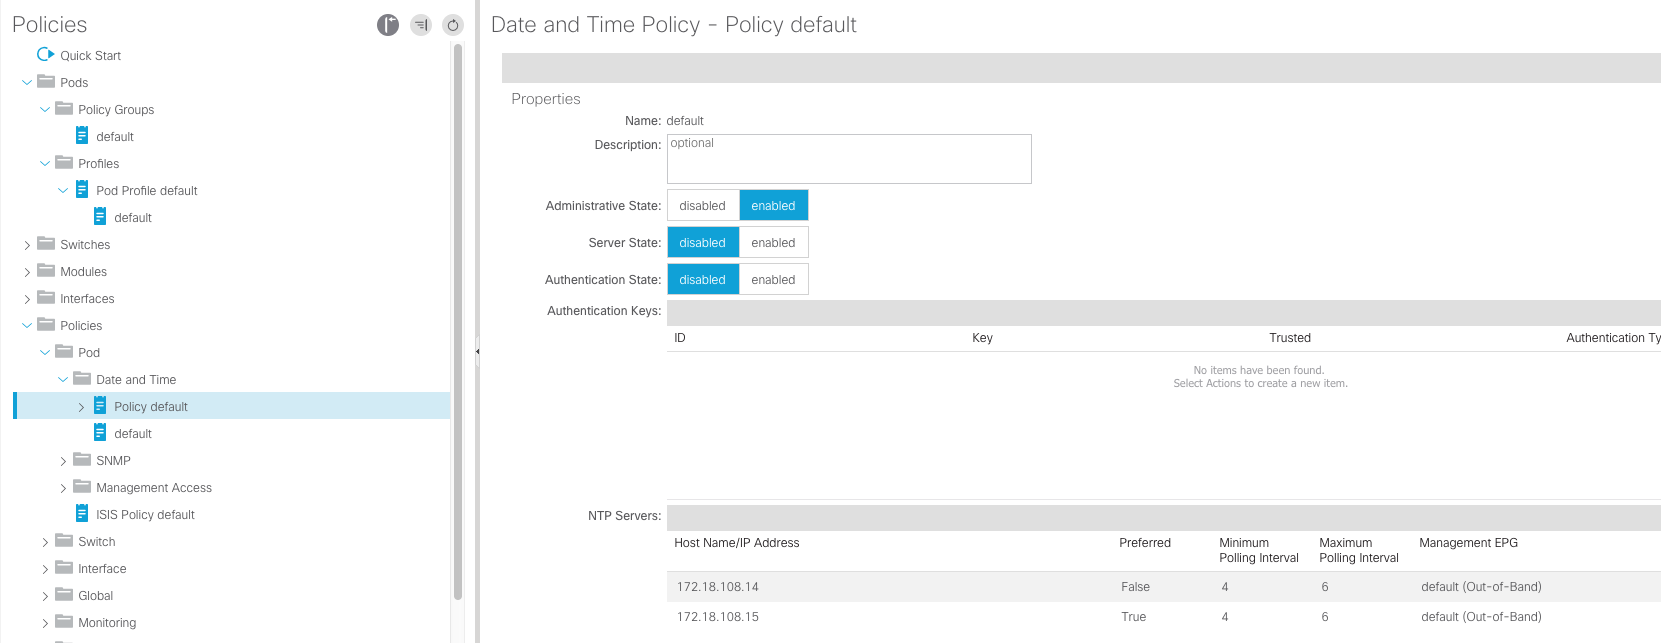 Policies
Quick Start
Pods
Policy Groups
default
Profiles
Pod Profile default
default
Switches
Modules
Interfaces
Policies
Pod
Date and Time
Policy default
default
SNMP
Management Access
ISIS Policy default
Switch
Interface
Global
Monitoring
Date and Time Policy - Policy default
Properties
Name: default
Description: optional
Administrative State: disabled enabled
Server State: disabled enabled
Authentication State: disabled enabled
Authentication Keys:
ID Key Trusted Authentication Ty
No items have been found.
Select Actions to create a new item.
NTP Servers:
Host Name/IP Address Preferred Minimum Polling Interval Maximum Polling Interval Management EPG
172.18.108.14 False 4 6 default (Out-of-Band)
172.18.108.15 True 4 6 default (Out-of-Band)